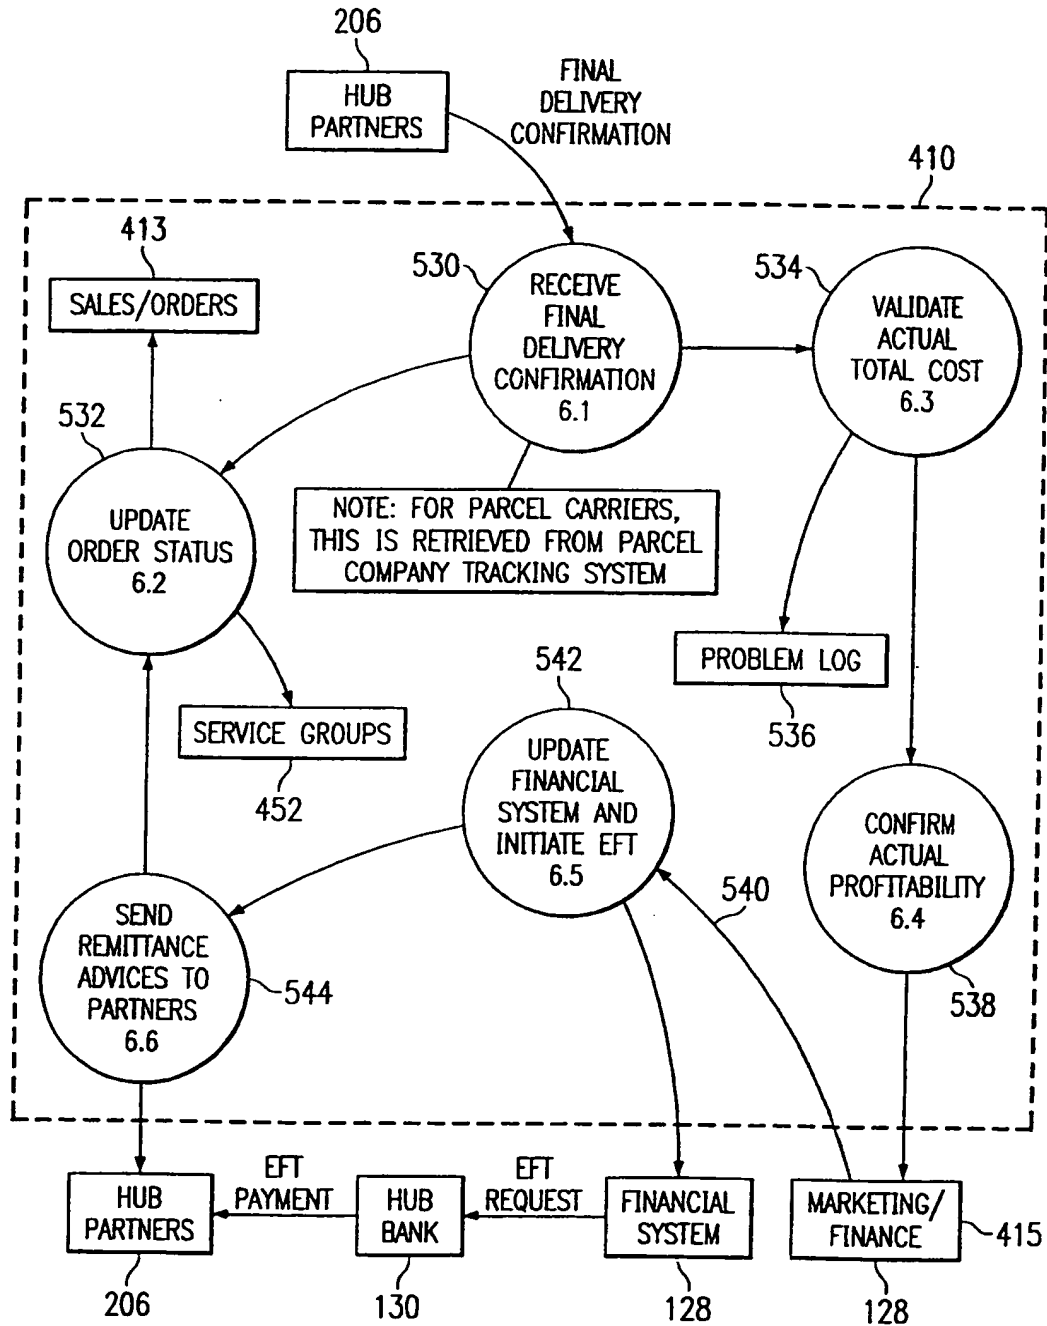 206
HUB
PARTNERS
FINAL
DELIVERY
CONFIRMATION
410
413
SALES/ORDERS
530
RECEIVE
FINAL
DELIVERY
CONFIRMATION
6.1
534
VALIDATE
ACTUAL
TOTAL COST
6.3
532
UPDATE
ORDER STATUS
6.2
NOTE: FOR PARCEL CARRIERS,
THIS IS RETRIEVED FROM PARCEL
COMPANY TRACKING SYSTEM
PROBLEM LOG
536
SERVICE GROUPS
452
542
UPDATE
FINANCIAL
SYSTEM AND
INITIATE EFT
6.5
540
CONFIRM
ACTUAL
PROFITABILITY
6.4
538
SEND
REMITTANCE
ADVICES TO
PARTNERS
6.6
544
HUB
PARTNERS
206
EFT
PAYMENT
HUB
BANK
130
EFT
REQUEST
FINANCIAL
SYSTEM
128
MARKETING/
FINANCE
415
128